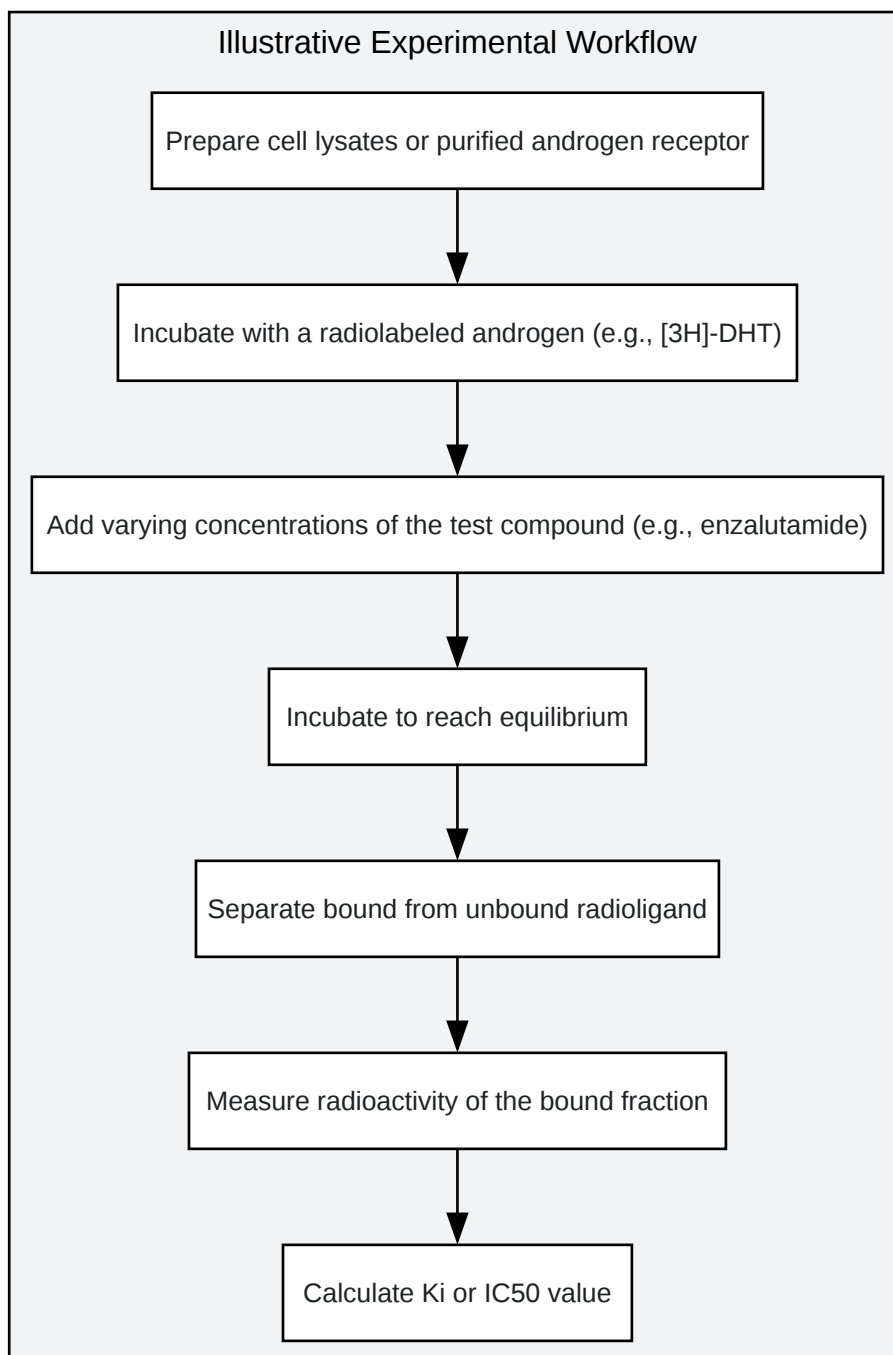 Illustrative Experimental Workflow
Prepare cell lysates or purified androgen receptor
Incubate with a radiolabeled androgen (e.g., [3H]-DHT)
Add varying concentrations of the test compound (e.g., enzalutamide)
Incubate to reach equilibrium
Separate bound from unbound radioligand
Measure radioactivity of the bound fraction
Calculate Ki or IC50 value